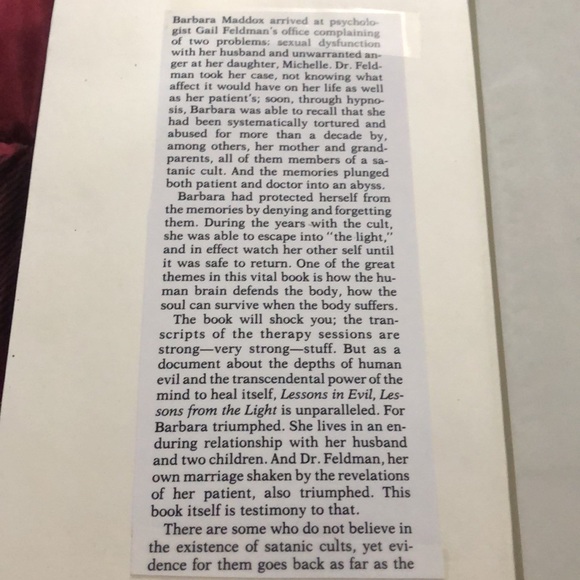 Barbara Maddox arrived at psycholo-
gist Gail Feldman's office complaining
of two problems: sexual dysfunction
with her husband and unwarranted an-
ger at her daughter, Michelle. Dr. Feld-
man took her case, not knowing what
affect it would have on her life as well
as her patient's; soon, through hypno-
sis, Barbara was able to recall that she
had been systematically tortured and
abused for more than a decade by,
among others, her mother and grand-
parents, all of them members of a sa-
tanic cult. And the memories plunged
both patient and doctor into an abyss.
Barbara had protected herself from
the memories by denying and forgetting
them. During the years with the cult,
she was able to escape into "the light,"
and in effect watch her other self until
it was safe to return. One of the great
themes in this vital book is how the hu-
man brain defends the body, how the
soul can survive when the body suffers.
The book will shock you; the tran-
scripts of the therapy sessions are
strong—very strong—stuff. But as a
document about the depths of human
evil and the transcendental power of the
mind to heal itself, Lessons in Evil, Les-
sons from the Light is unparalleled. For
Barbara triumphed. She lives in an en-
during relationship with her husband
and two children. And Dr. Feldman, her
own marriage shaken by the revelations
of her patient, also triumphed. This
book itself is testimony to that.
There are some who do not believe in
the existence of satanic cults, yet evi-
dence for them goes back as far as the